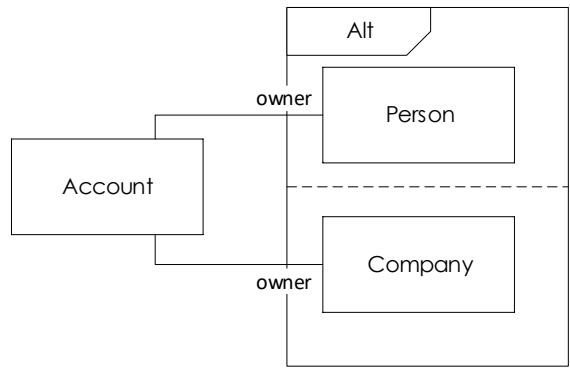 Alt
owner
Person
Account
Company
owner